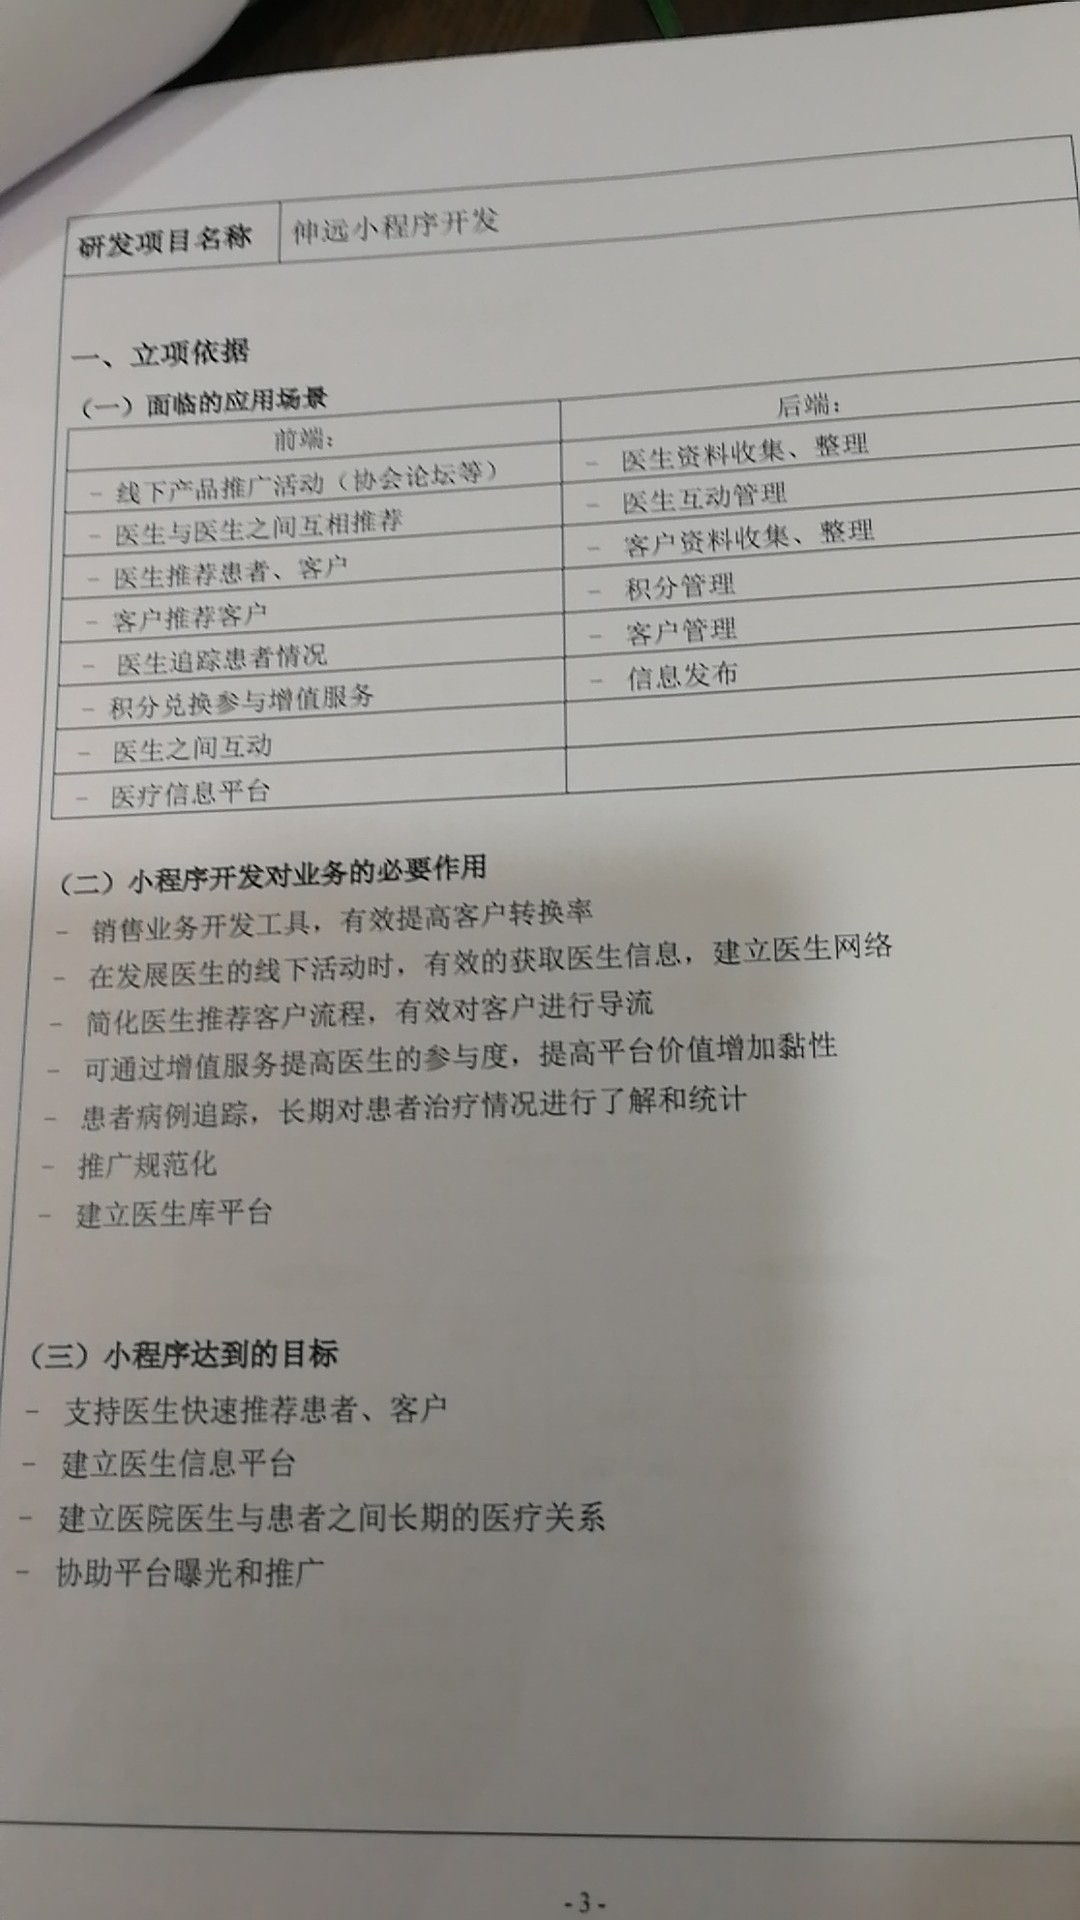 研发项目名称 伸远小程序开发
一、立项依据
（一）面临的应用场景
前端： 后端：
- 线下产品推广活动（协会论坛等） - 医生资料收集、整理
- 医生与医生之间互相推荐 - 医生互动管理
- 医生推荐患者、客户 - 客户资料收集、整理
- 客户推荐客户 - 积分管理
- 医生追踪患者情况 - 客户管理
- 积分兑换参与增值服务 - 信息发布
- 医生之间互动
- 医疗信息平台
（二）小程序开发对业务的必要作用
- 销售业务开发工具，有效提高客户转换率
- 在发展医生的线下活动时，有效的获取医生信息，建立医生网络
- 简化医生推荐客户流程，有效对客户进行导流
- 可通过增值服务提高医生的参与度，提高平台价值增加黏性
- 患者病例追踪，长期对患者治疗情况进行了解和统计
- 推广规范化
- 建立医生库平台
（三）小程序达到的目标
- 支持医生快速推荐患者、客户
- 建立医生信息平台
- 建立医院医生与患者之间长期的医疗关系
- 协助平台曝光和推广
- 3 -